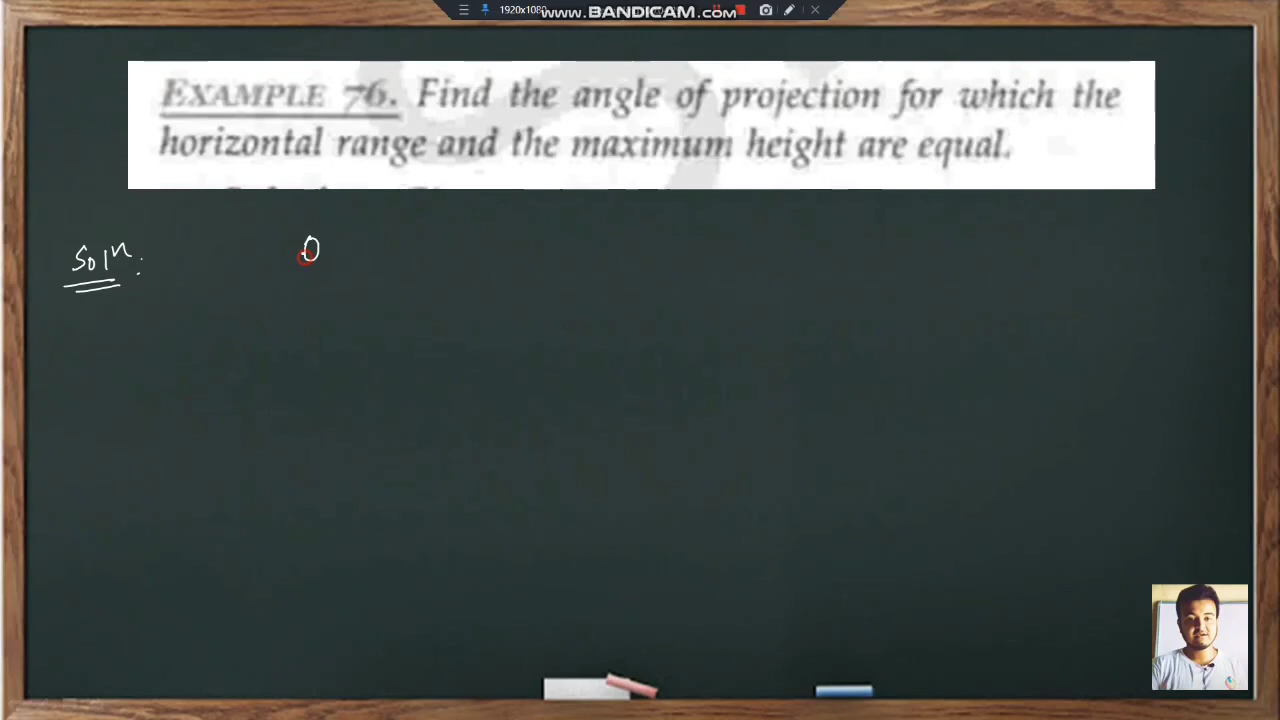 1920x1080
www.BANDICAM.com
EXAMPLE 76. Find the angle of projection for which the
horizontal range and the maximum height are equal.
Solⁿ: